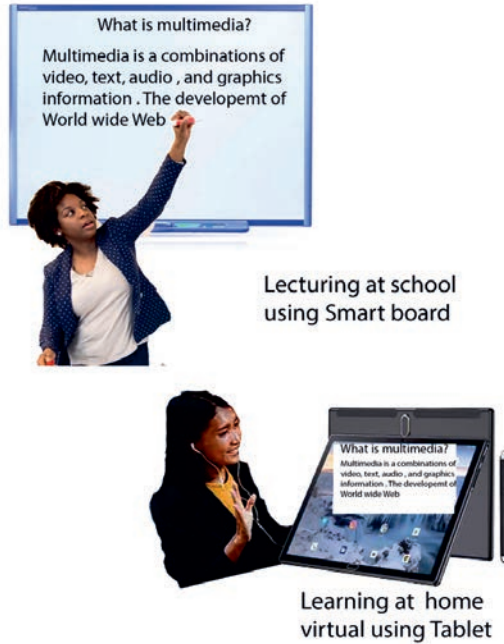 What is multimedia?
Multimedia is a combinations of
video, text, audio , and graphics
information . The developemt of
World wide Web
Lecturing at school
using Smart board
What is multimedia?
Multimedia is a combinations of
video, text, audio , and graphics
information . The developemt of
World wide Web
Learning at home
virtual using Tablet